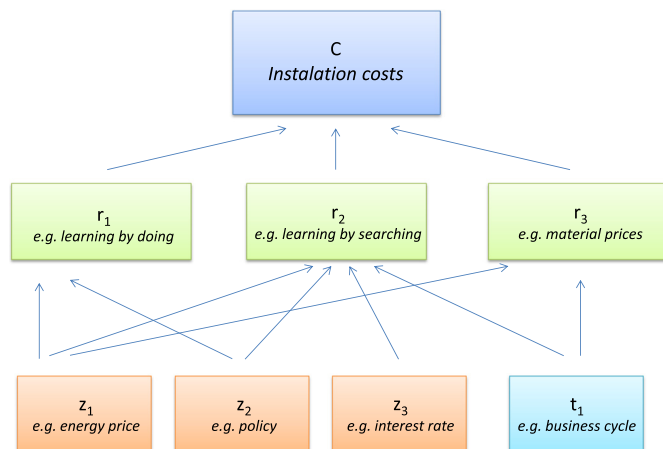 C
Instalation costs
r₁
e.g. learning by doing
r₂
e.g. learning by searching
r₃
e.g. material prices
z₁
e.g. energy price
z₂
e.g. policy
z₃
e.g. interest rate
t₁
e.g. business cycle